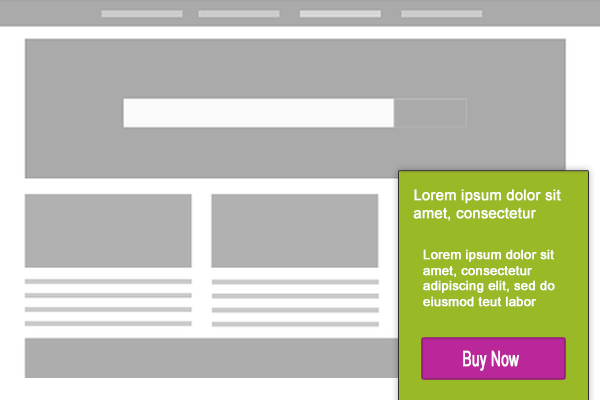 Lorem ipsum dolor sit
amet, consectetur
Lorem ipsum dolor sit
amet, consectetur
adipiscing elit, sed do
eiusmod teut labor
Buy Now